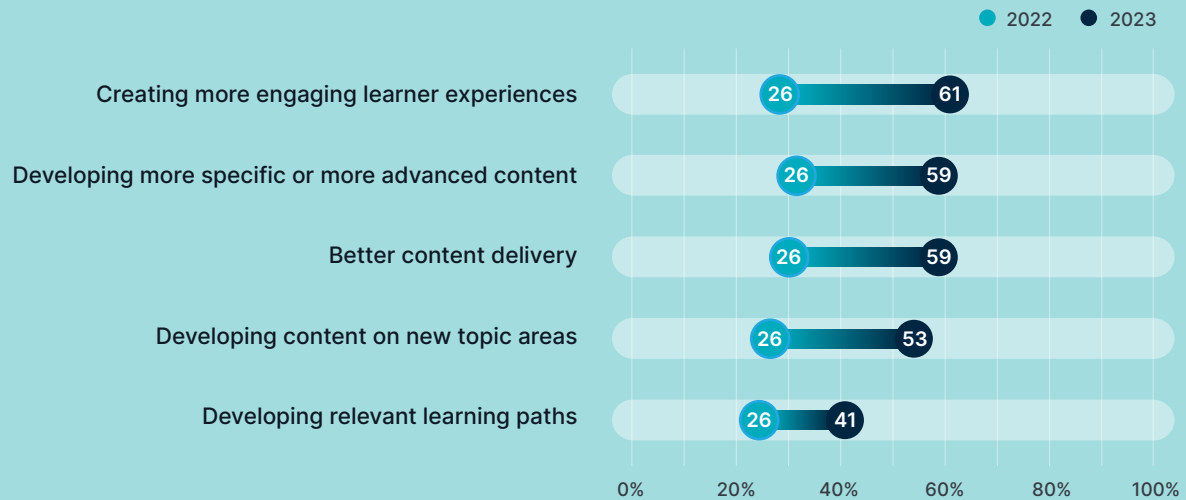 2022 2023
Creating more engaging learner experiences 26 61
Developing more specific or more advanced content 26 59
Better content delivery 26 59
Developing content on new topic areas 26 53
Developing relevant learning paths 26 41
0% 20% 40% 60% 80% 100%